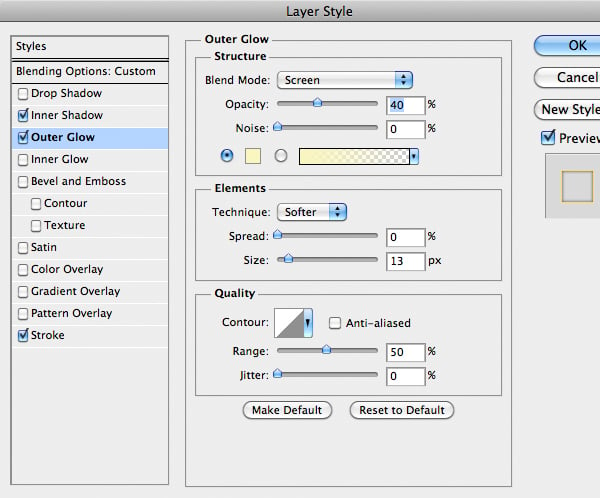 Layer Style
Styles
Blending Options: Custom
Drop Shadow
Inner Shadow
Outer Glow
Inner Glow
Bevel and Emboss
Contour
Texture
Satin
Color Overlay
Gradient Overlay
Pattern Overlay
Stroke
Outer Glow
Structure
Blend Mode: Screen
Opacity: 40 %
Noise: 0 %
Elements
Technique: Softer
Spread: 0 %
Size: 13 px
Quality
Contour: Anti-aliased
Range: 50 %
Jitter: 0 %
Make Default Reset to Default
OK
Cancel
New Style
Preview